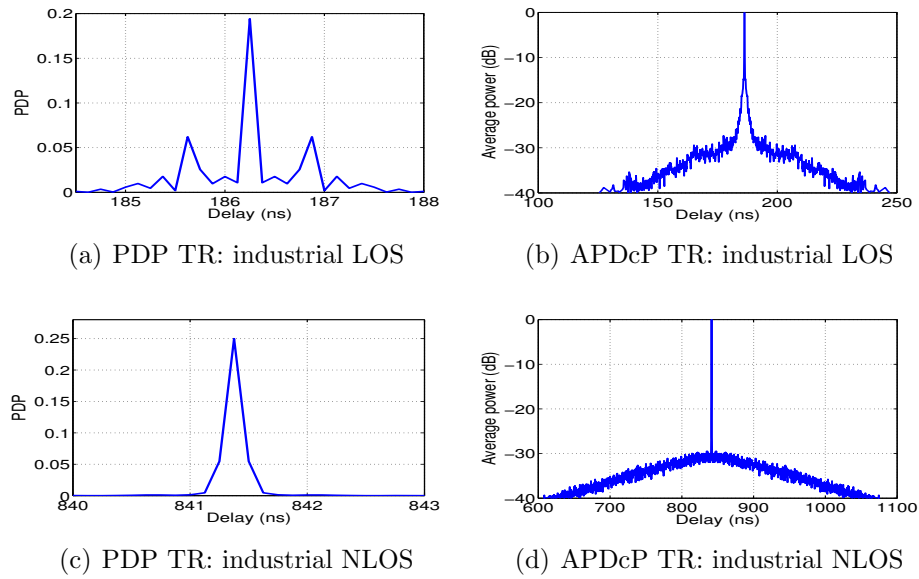 0.2
0.15
0.1
0.05
0
PDP
185 186 187 188
Delay (ns)
(a) PDP TR: industrial LOS
0
−10
−20
−30
−40
Average power (dB)
100 150 200 250
Delay (ns)
(b) APDcP TR: industrial LOS
0.25
0.2
0.15
0.1
0.05
0
PDP
840 841 842 843
Delay (ns)
(c) PDP TR: industrial NLOS
0
−10
−20
−30
−40
Average power (dB)
600 700 800 900 1000 1100
Delay (ns)
(d) APDcP TR: industrial NLOS